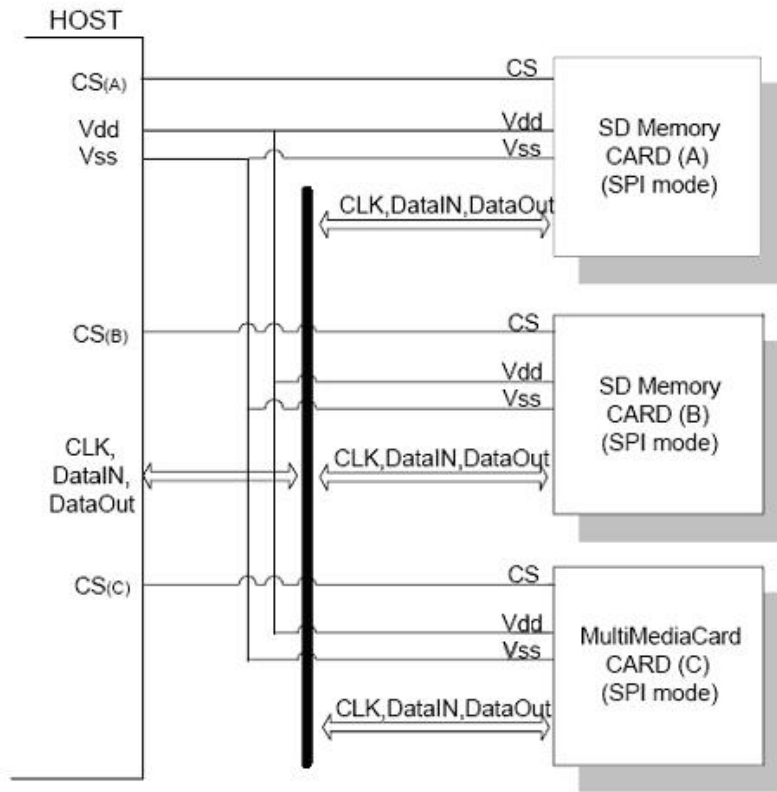 HOST
CS(A)
Vdd
Vss
CS
Vdd
Vss
SD Memory
CARD (A)
(SPI mode)
CLK,DataIN,DataOut
CS(B)
CS
Vdd
Vss
SD Memory
CARD (B)
(SPI mode)
CLK,
DataIN,
DataOut
CLK,DataIN,DataOut
CS(C)
CS
Vdd
Vss
MultiMediaCard
CARD (C)
(SPI mode)
CLK,DataIN,DataOut